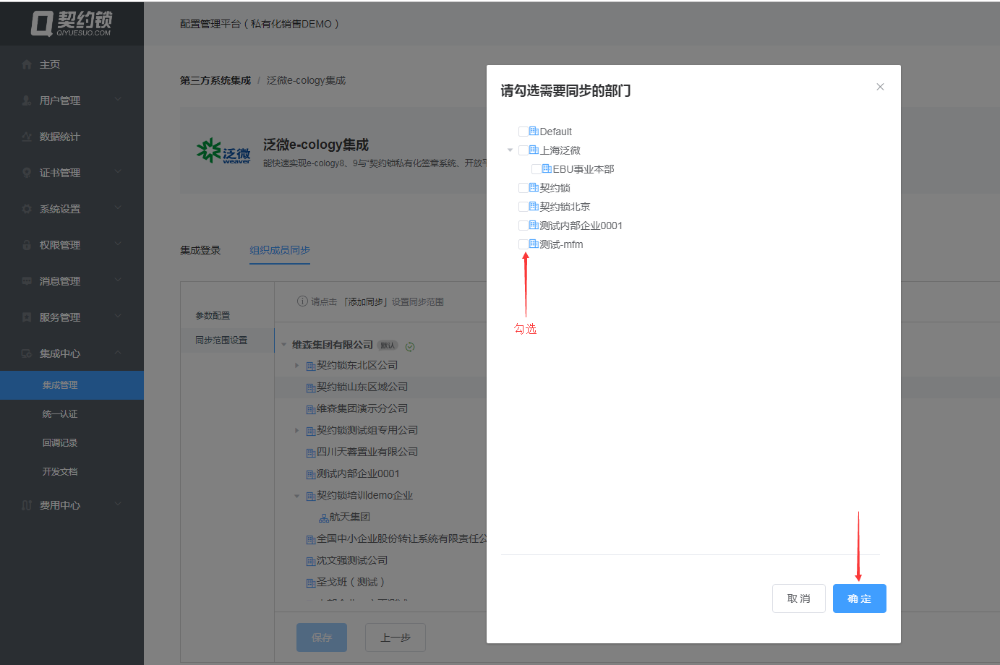 契约锁
QIYUESUO.COM
配置管理平台（私有化销售DEMO）
主页
用户管理
数据统计
证书管理
系统设置
权限管理
消息管理
服务管理
集成中心
集成管理
统一认证
回调记录
开发文档
费用中心
第三方系统集成 / 泛微e-cology集成
泛微
weaver
泛微e-cology集成
能快速实现e-cology8、9与“契约锁私有化签章系统、开放平
集成登录
组织成员同步
参数配置
同步范围设置
请点击 「添加同步」设置同步范围
维森集团有限公司 默认
契约锁东北区公司
契约锁山东区域公司
维森集团演示分公司
契约锁测试组专用公司
四川天蓉置业有限公司
测试内部企业0001
契约锁培训demo企业
航天集团
全国中小企业股份转让系统有限责任公
沈文强测试公司
圣戈班（测试）
保存
上一步
请勾选需要同步的部门
Default
上海泛微
EBU事业本部
契约锁
契约锁北京
测试内部企业0001
测试-mfm
勾选
取消
确定